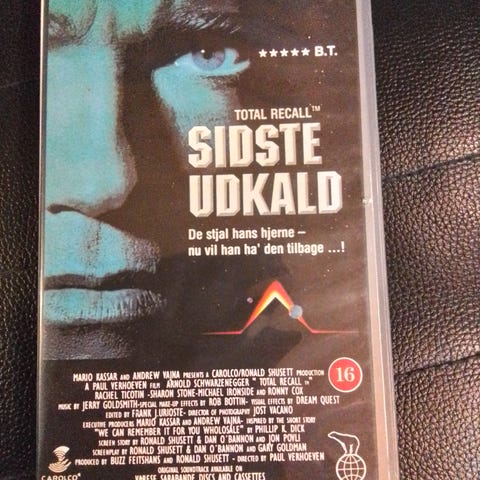 ★★★★★ B.T.
TOTAL RECALL™
SIDSTE
UDKALD
De stjal hans hjerne –
nu vil han ha' den tilbage ...!
16
MARIO KASSAR AND ANDREW VAJNA PRESENTS A CAROLCO/RONALD SHUSETT PRODUCTION
A PAUL VERHOEVEN FILM ARNOLD SCHWARZENEGGER "TOTAL RECALL™"
RACHEL TICOTIN -SHARON STONE-MICHAEL IRONSIDE AND RONNY COX
MUSIC BY JERRY GOLDSMITH-SPECIAL MAKE-UP EFFECTS BY ROB BOTTIN-VISUAL EFFECTS BY DREAM QUEST
EDITED BY FRANK J.URIOSTE- DIRECTOR OF PHOTOGRAPHY JOST VACANO
EXECUTIVE PRODUCERS MARIO KASSAR AND ANDREW VAJNA- INSPIRED BY THE SHORT STORY
"WE CAN REMEMBER IT FOR YOU WHOLSALE" BY PHILLIP K. DICK
SCREEN STORY BY RONALD SHUSETT & DAN O'BANNON AND JON POVLI
SCREENPLAY BY RONALD SHUSETT & DAN O'BANNON AND GARY GOLDMAN
PRODUCED BY BUZZ FEITSHANS AND RONALD SHUSETT - DIRECTED BY PAUL VERHOEVEN
ORIGINAL SOUNDTRACK AVAILABLE ON
VARESE SARABANDE DISCS AND CASSETTES
CAROLCO